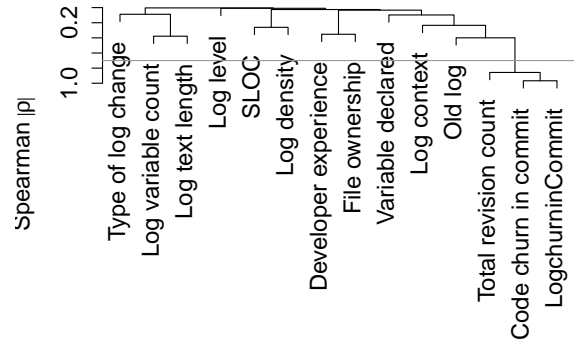 Spearman |ρ|
1.0
0.2
Type of log change
Log variable count
Log text length
Log level
SLOC
Log density
Developer experience
File ownership
Variable declared
Log context
Old log
Total revision count
Code churn in commit
LogchurninCommit